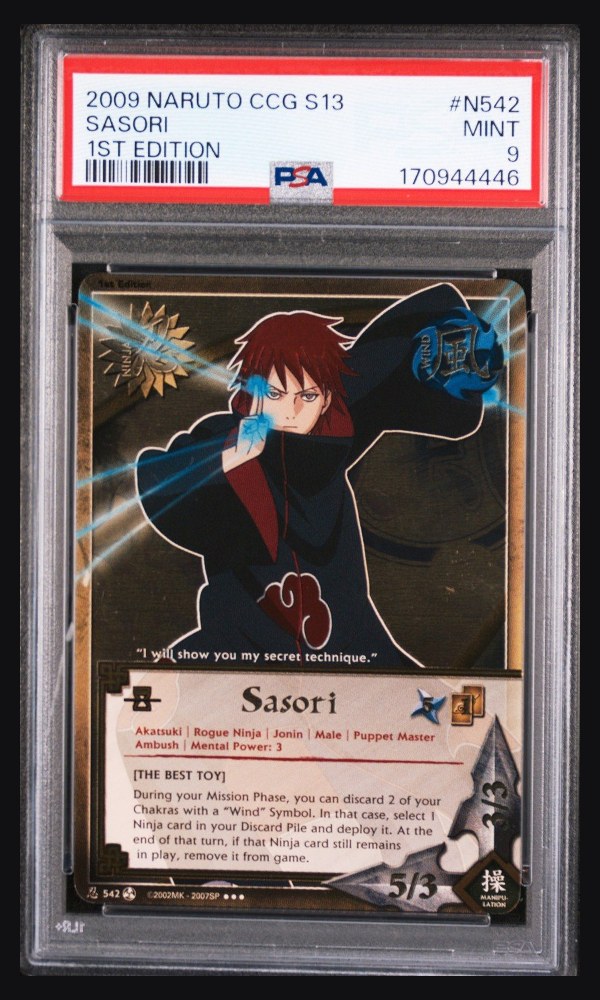 2009 NARUTO CCG S13
#N542
SASORI
MINT
1ST EDITION
9
PSA
170944446
1st Edition
NINJA
WIND
風
"I will show you my secret technique."
Sasori
5
1
Akatsuki | Rogue Ninja | Jonin | Male | Puppet Master
Ambush | Mental Power: 3
[THE BEST TOY]
During your Mission Phase, you can discard 2 of your
Chakras with a "Wind" Symbol. In that case, select 1
Ninja card in your Discard Pile and deploy it. At the
end of that turn, if that Ninja card still remains
in play, remove it from game.
3/3
5/3
操
MANIPU-
LATION
542
©2002MK - 2007SP